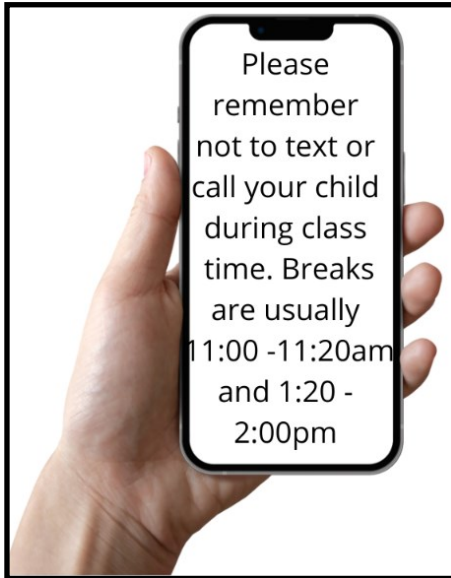 Please
remember
not to text or
call your child
during class
time. Breaks
are usually
11:00 -11:20am
and 1:20 -
2:00pm